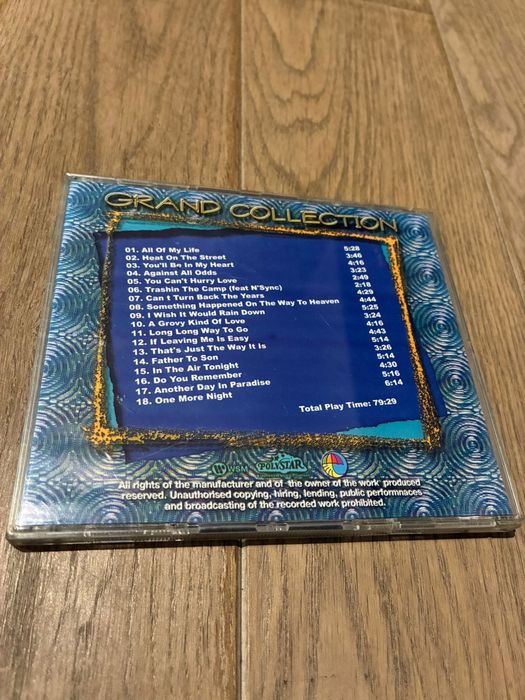 GRAND COLLECTION
01. All Of My Life 5:28
02. Heat On The Street 3:46
03. You'll Be In My Heart 4:16
04. Against All Odds 3:23
05. You Can't Hurry Love 2:49
06. Trashin The Camp (feat N'Sync) 2:18
07. Can t Turn Back The Years 4:29
08. Something Happened On The Way To Heaven 4:44
09. I Wish It Would Rain Down 5:25
10. A Grovy Kind Of Love 3:24
11. Long Long Way To Go 4:16
12. If Leaving Me Is Easy 4:43
13. That's Just The Way It Is 5:14
14. Father To Son 3:26
15. In The Air Tonight 5:14
16. Do You Remember 4:30
17. Another Day In Paradise 5:16
18. One More Night 6:14
Total Play Time: 79:29
WSM POLYSTAR
All rights of the manufacturer and of the owner of the work produced
reserved. Unauthorised copying, hiring, lending, public performnaces
and broadcasting of the recorded work prohibited.